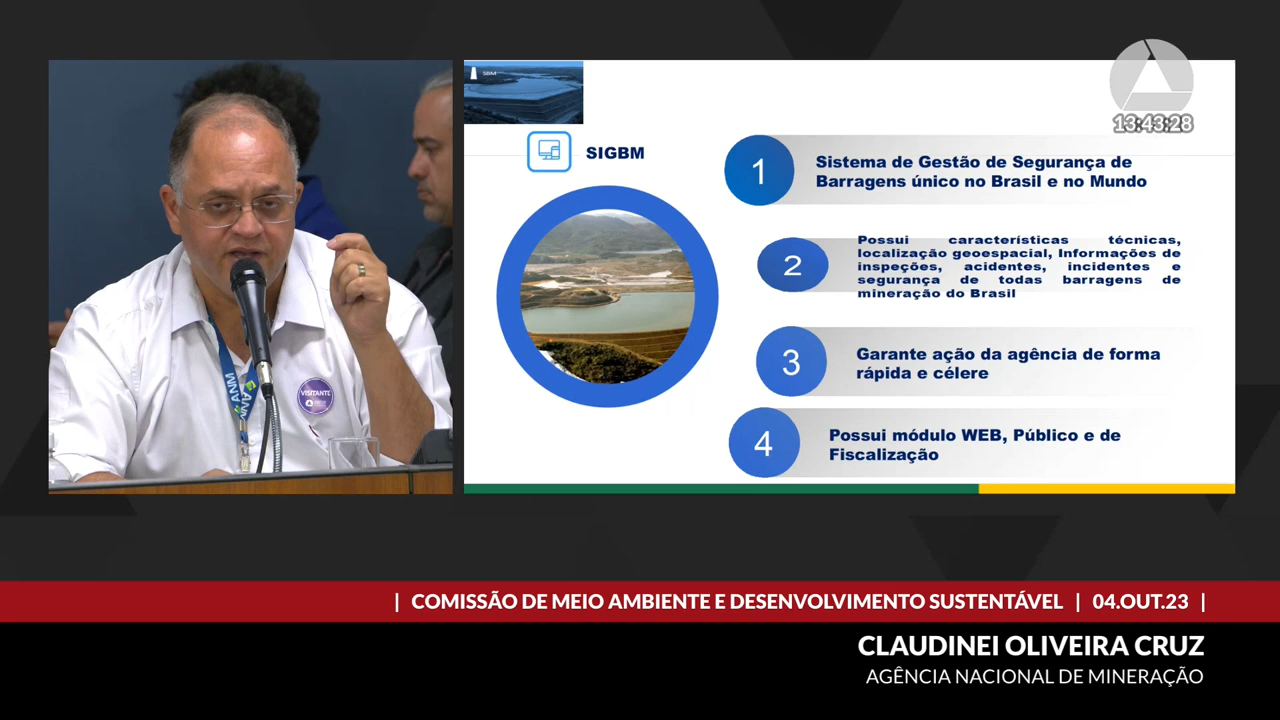 SBM
13:43:28
SIGBM
1
Sistema de Gestão de Segurança de
Barragens único no Brasil e no Mundo
2
Possui características técnicas,
localização geoespacial, Informações de
inspeções, acidentes, incidentes e
segurança de todas barragens de
mineração do Brasil
3
Garante ação da agência de forma
rápida e célere
4
Possui módulo WEB, Público e de
Fiscalização
ANM
ANM
VISITANTE
| COMISSÃO DE MEIO AMBIENTE E DESENVOLVIMENTO SUSTENTÁVEL | 04.OUT.23 |
CLAUDINEI OLIVEIRA CRUZ
AGÊNCIA NACIONAL DE MINERAÇÃO